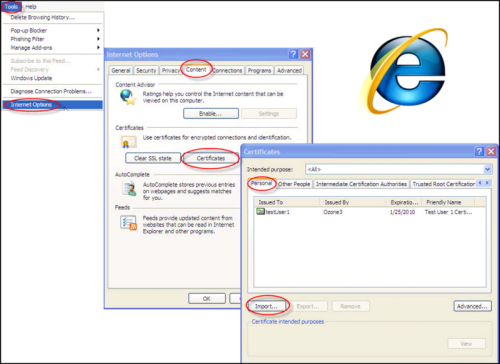 Tools Help
Delete Browsing History...
Pop-up Blocker
Phishing Filter
Manage Add-ons
Subscribe to this Feed...
Feed Discovery
Windows Update
Diagnose Connection Problems...
Internet Options
Internet Options
General Security Privacy Content Connections Programs Advanced
Content Advisor
Ratings help you control the Internet content that can be
viewed on this computer.
Enable... Settings
Certificates
Use certificates for encrypted connections and identification.
Clear SSL state Certificates
AutoComplete
AutoComplete stores previous entries
on webpages and suggests matches
for you.
Feeds
Feeds provide updated content from
websites that can be read in Internet
Explorer and other programs.
OK
Certificates
Intended purpose: <All>
Personal Other People Intermediate Certification Authorities Trusted Root Certification
Issued To Issued By Expiratio... Friendly Name
testUser1 Ozone3 1/25/2010 Test User 1 Cert...
Import... Export... Remove Advanced...
Certificate intended purposes
View